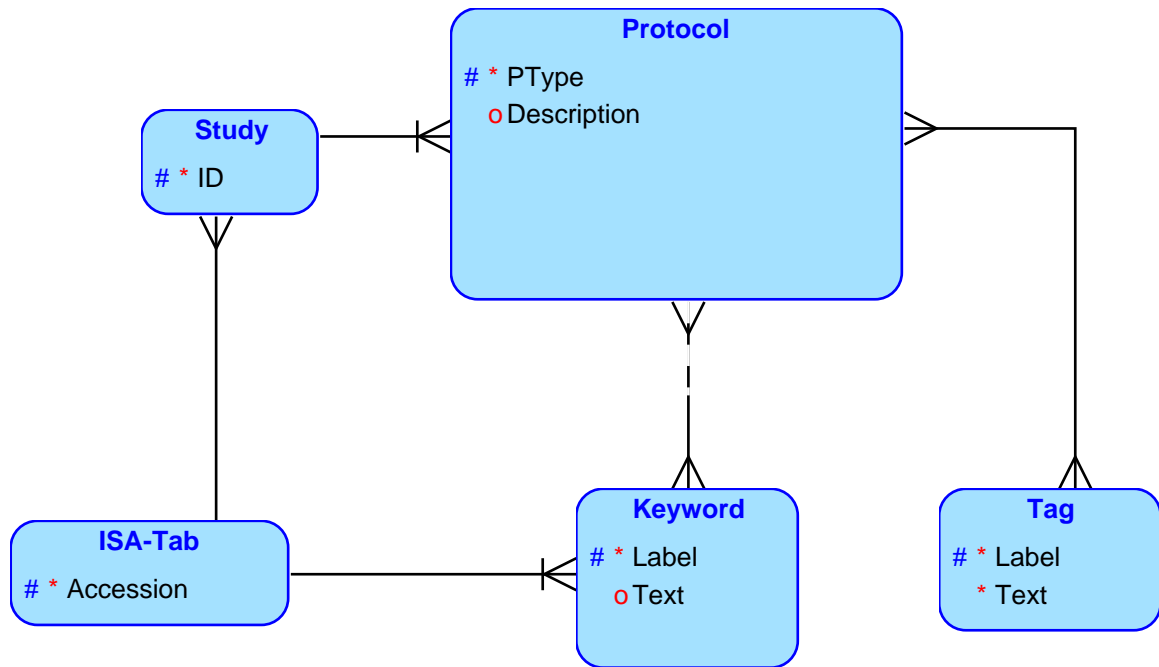 Protocol
# * PType
o Description
Study
# * ID
ISA-Tab
# * Accession
Keyword
# * Label
o Text
Tag
# * Label
* Text